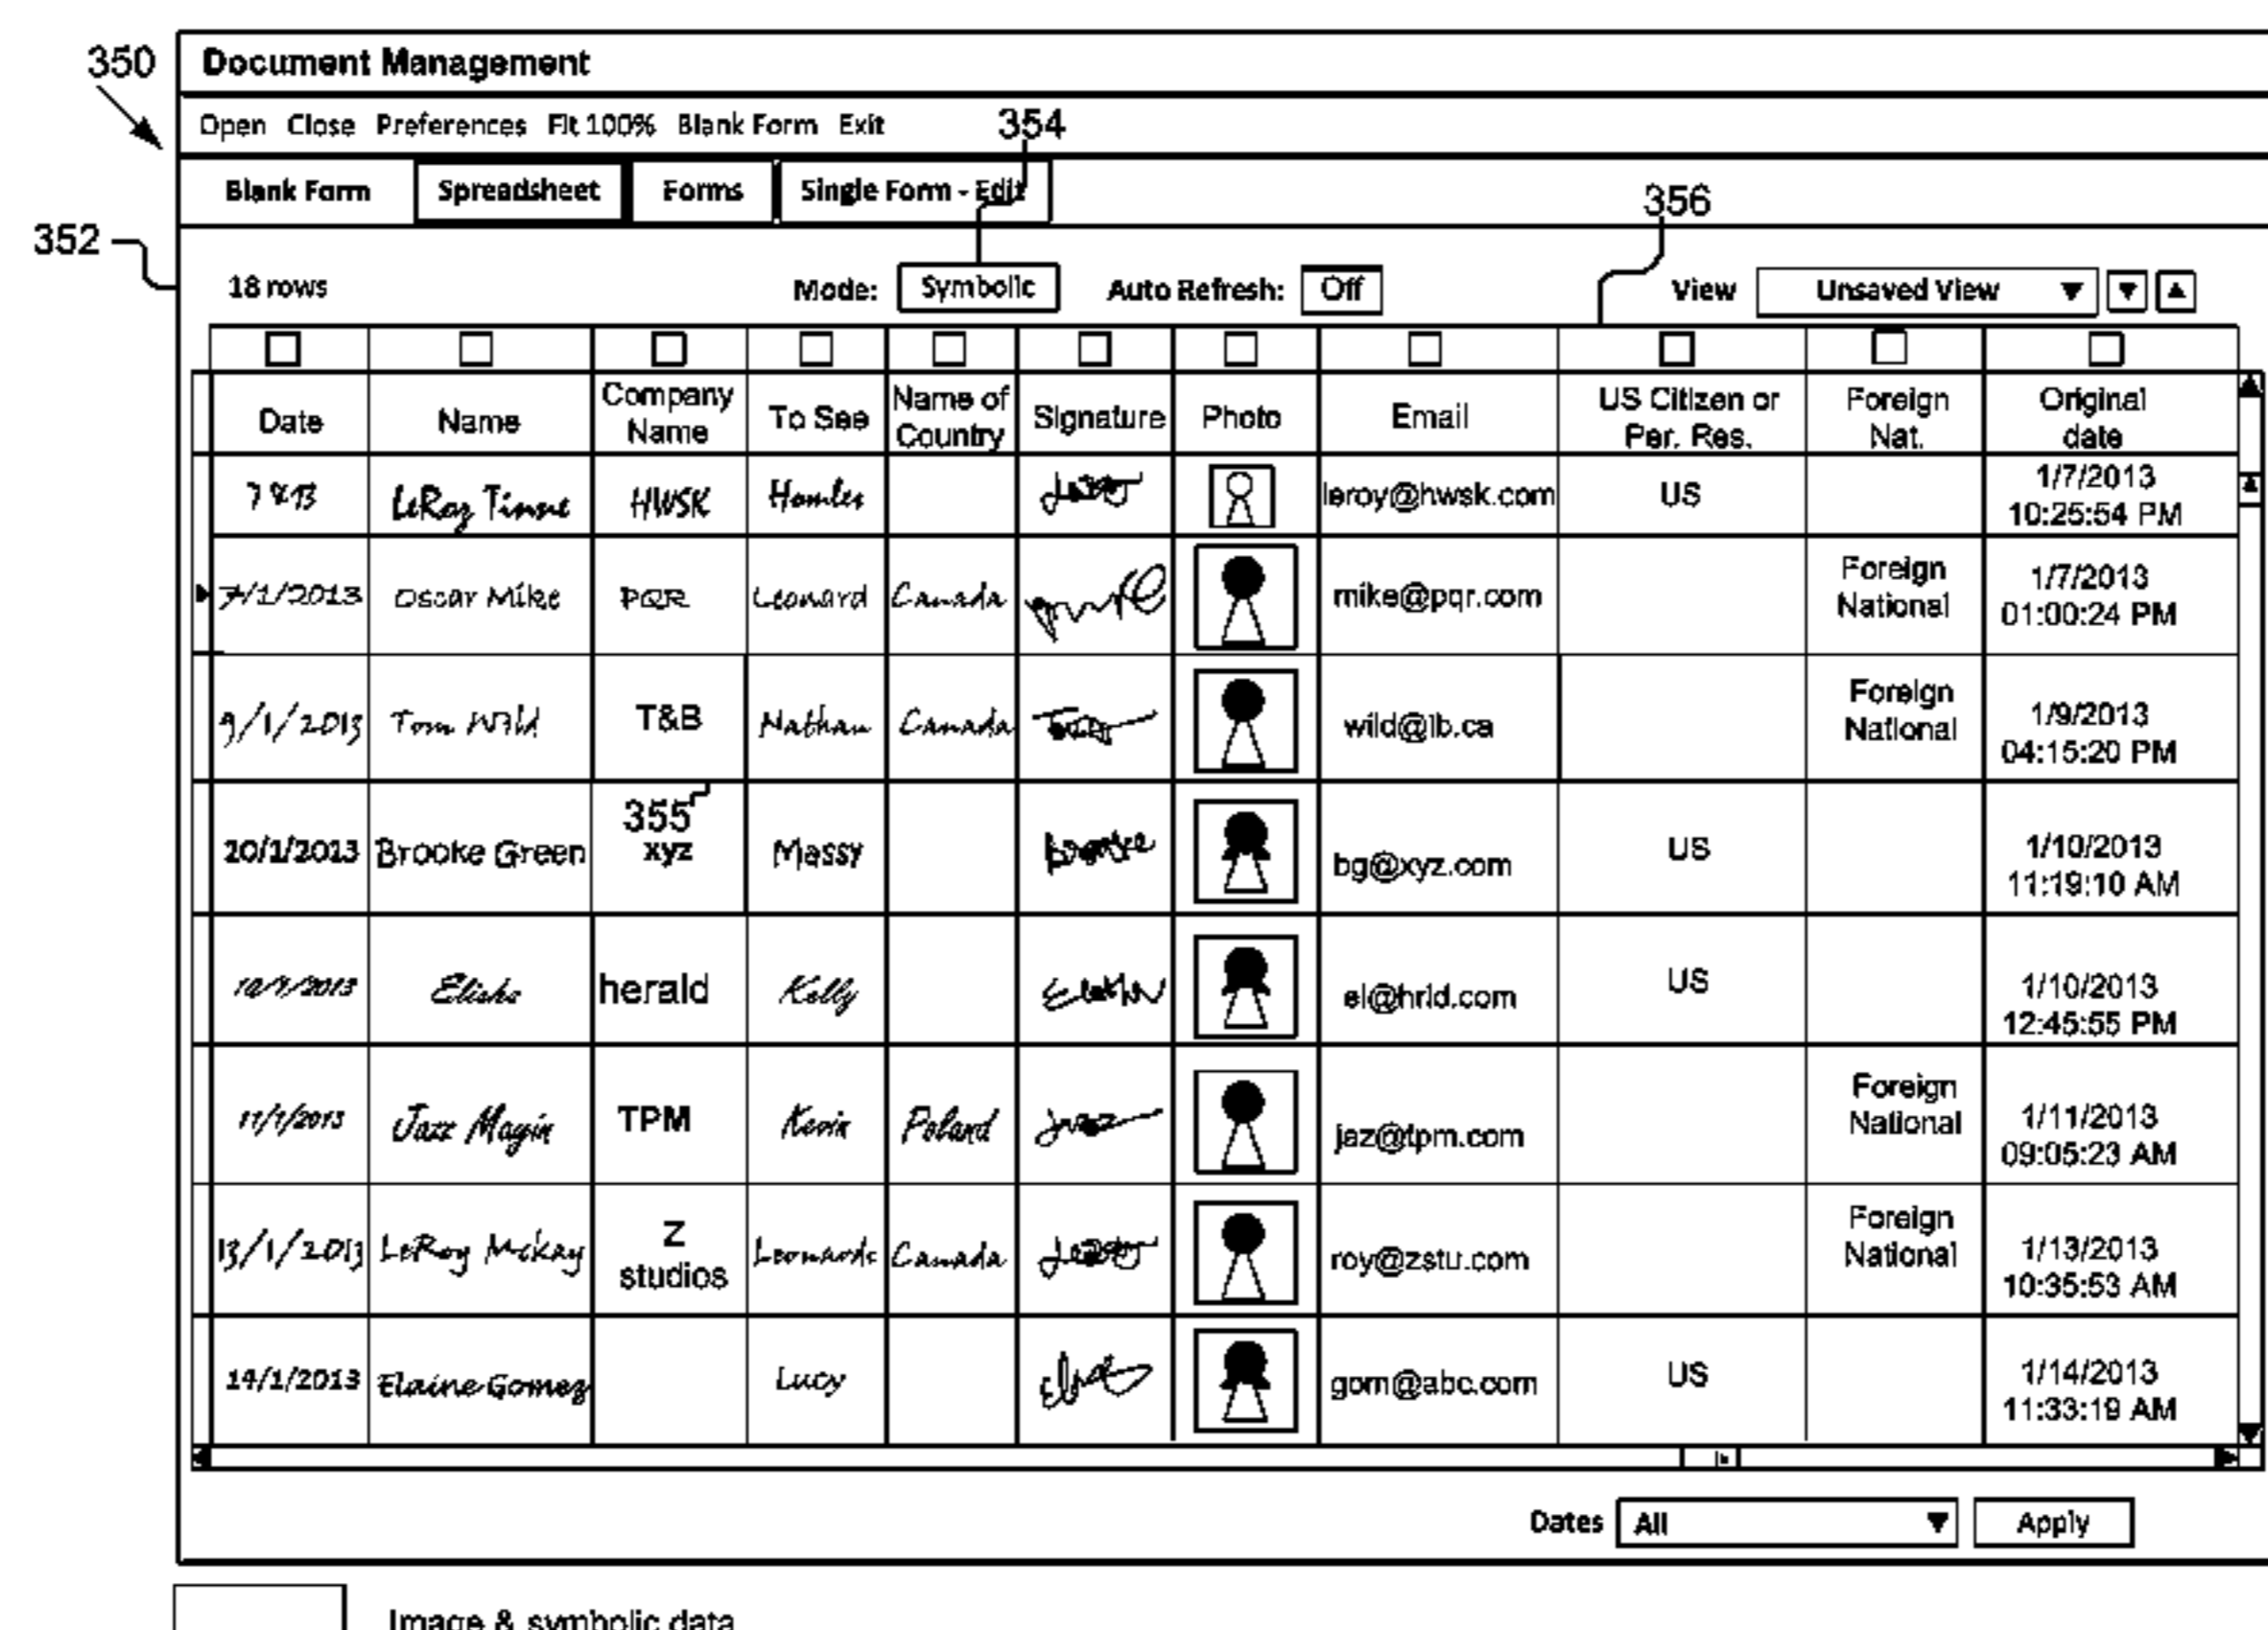 350
Document Management
Open Close Preferences Fit 100% Blank Form Exit
354
Blank Form Spreadsheet Forms Single Form - Edit
356
352
18 rows Mode: Symbolic Auto Refresh: Off View Unsaved View
Date Name Company Name To See Name of Country Signature Photo Email US Citizen or Per. Res. Foreign Nat. Original date
LeRoy Tinne HWSK leroy@hwsk.com US 1/7/2013 10:25:54 PM
7/1/2013 Oscar Mike PQR Leonard Canada mike@pqr.com Foreign National 1/7/2013 01:00:24 PM
9/1/2013 Tom Wild T&B Nathan Canada wild@lb.ca Foreign National 1/9/2013 04:15:20 PM
355
20/1/2013 Brooke Green xyz Massy bg@xyz.com US 1/10/2013 11:19:10 AM
10/1/2013 Elisha herald Kelly el@hrld.com US 1/10/2013 12:45:55 PM
11/1/2013 Jazz Mayin TPM Kevin Poland jaz@tpm.com Foreign National 1/11/2013 09:05:23 AM
13/1/2013 LeRoy Mckay Z studios Canada roy@zstu.com Foreign National 1/13/2013 10:35:53 AM
14/1/2013 Elaine Gomez Lucy gom@abc.com US 1/14/2013 11:33:19 AM
Dates All Apply
Image & symbolic data